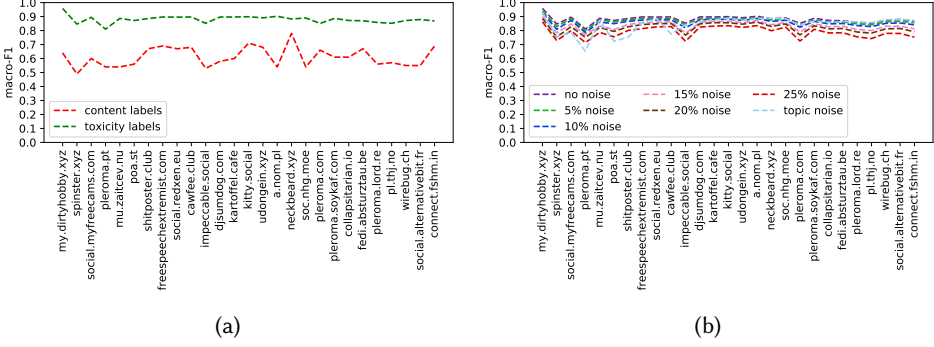 macro-F1
1.0
0.9
0.8
0.7
0.6
0.5
0.4
0.3
0.2
0.1
0.0
content labels
toxicity labels
my.dirtyhobby.xyz
spinster.xyz
social.myfreecams.com
pleroma.pt
mu.zaitcev.nu
poa.st
shitposter.club
freespeechextremist.com
social.redxen.eu
cawfee.club
impeccable.social
djsumdog.com
kartoffel.cafe
kitty.social
udongein.xyz
a.nom.pl
neckbeard.xyz
soc.nhg.moe
pleroma.com
pleroma.soykaf.com
collapsitarian.io
fedi.absturztau.be
pleroma.lord.re
pl.thj.no
wirebug.ch
social.alternativebit.fr
connect.fshm.in
(a)
macro-F1
1.0
0.9
0.8
0.7
0.6
0.5
0.4
0.3
0.2
0.1
0.0
no noise
5% noise
10% noise
15% noise
20% noise
25% noise
topic noise
my.dirtyhobby.xyz
spinster.xyz
social.myfreecams.com
pleroma.pt
mu.zaitcev.nu
poa.st
shitposter.club
freespeechextremist.com
social.redxen.eu
cawfee.club
impeccable.social
djsumdog.com
kartoffel.cafe
kitty.social
udongein.xyz
a.nom.pl
neckbeard.xyz
soc.nhg.moe
pleroma.com
pleroma.soykaf.com
collapsitarian.io
fedi.absturztau.be
pleroma.lord.re
pl.thj.no
wirebug.ch
social.alternativebit.fr
connect.fshm.in
(b)